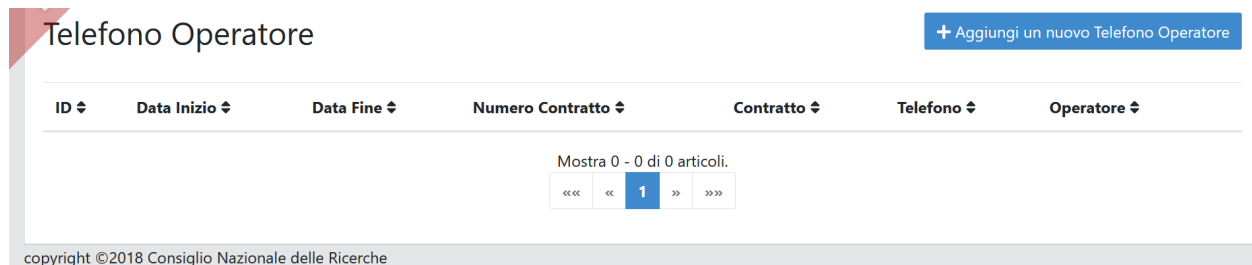 Telefono Operatore
+ Aggiungi un nuovo Telefono Operatore
ID Data Inizio Data Fine Numero Contratto Contratto Telefono Operatore
Mostra 0 - 0 di 0 articoli.
«« « 1 » »»
copyright ©2018 Consiglio Nazionale delle Ricerche